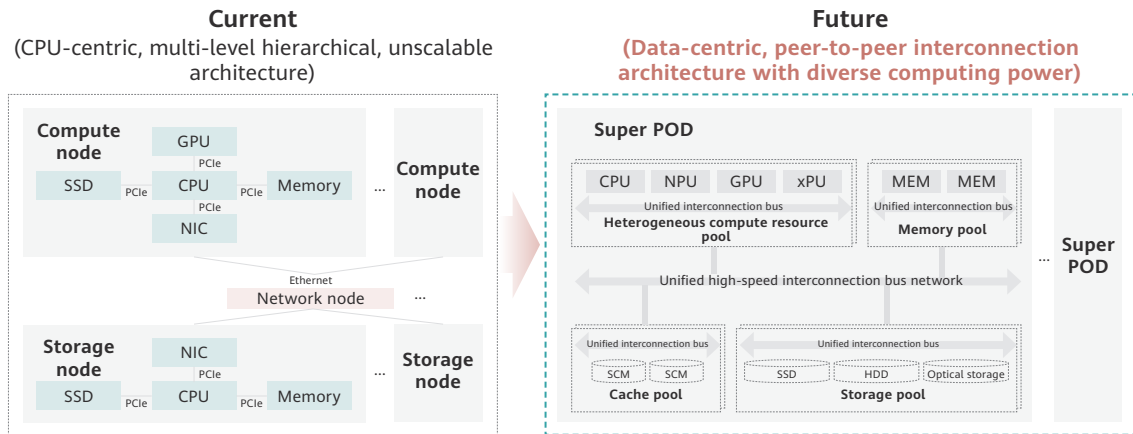 Current
(CPU-centric, multi-level hierarchical, unscalable
architecture)
Compute
node
GPU
PCIe
SSD
PCIe
CPU
PCIe
Memory
PCIe
NIC
...
Compute
node
Ethernet
Network node
...
Storage
node
NIC
PCIe
SSD
PCIe
CPU
PCIe
Memory
...
Storage
node
Future
(Data-centric, peer-to-peer interconnection
architecture with diverse computing power)
Super POD
CPU
NPU
GPU
xPU
Unified interconnection bus
Heterogeneous compute resource
pool
MEM
MEM
Unified interconnection bus
Memory pool
Unified high-speed interconnection bus network
Unified interconnection bus
SCM
SCM
Cache pool
Unified interconnection bus
SSD
HDD
Optical storage
Storage pool
...
Super
POD